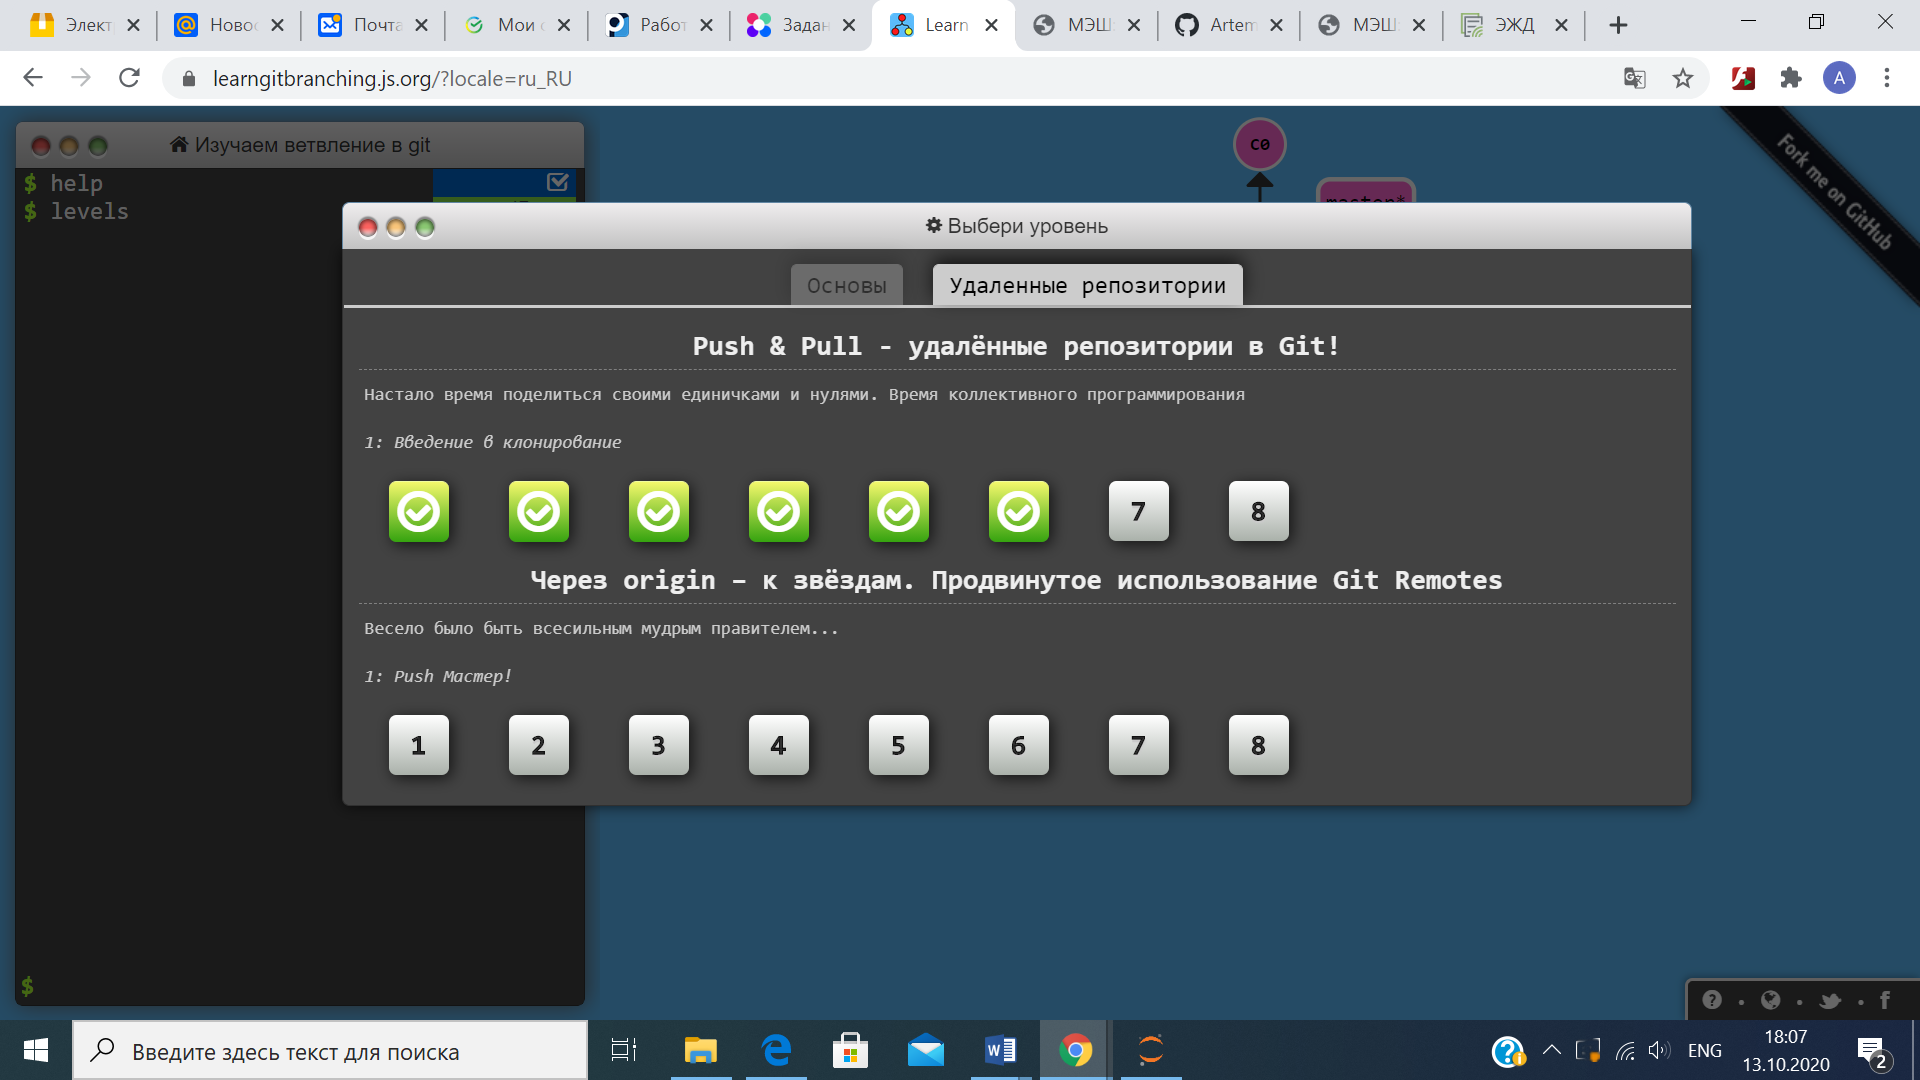 Элект
Новос
Почта
Мои с
Работ
Задан
Learn
МЭШ:
Artem
МЭШ:
ЭЖД
learngitbranching.js.org/?locale=ru_RU
A
Изучаем ветвление в git
$ help
$ levels
C0
master*
Fork me on GitHub
Выбери уровень
Основы
Удаленные репозитории
Push & Pull - удалённые репозитории в Git!
Настало время поделиться своими единичками и нулями. Время коллективного программирования
1: Введение в клонирование
7 8
Через origin – к звёздам. Продвинутое использование Git Remotes
Весело было быть всесильным мудрым правителем...
1: Push Мастер!
1 2 3 4 5 6 7 8
$
Введите здесь текст для поиска
ENG
18:07
13.10.2020
2